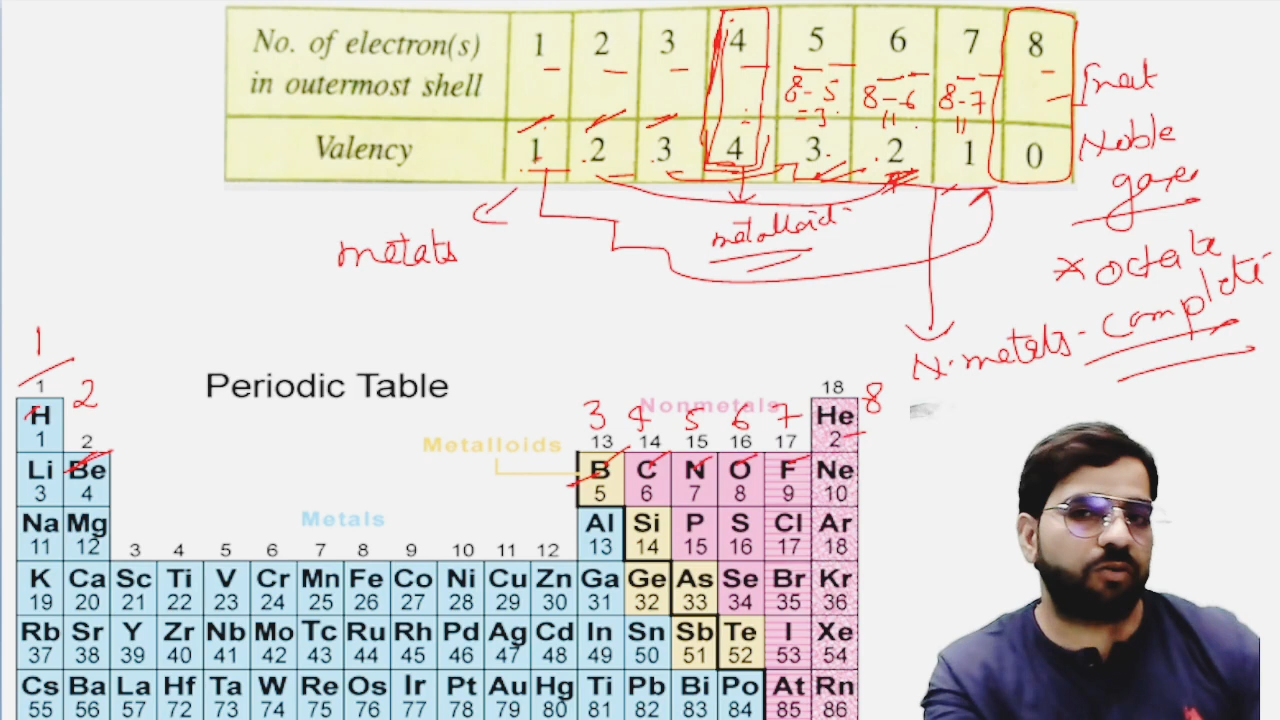 No. of electron(s) 1 2 3 4 5 6 7 8
in outermost shell
8-5 8-6 8-7
=3 || ||
Valency 1 2 3 4 3 2 1 0
Inert
Noble
gases
metals
metalloid
× octate
N.metals - complete
1
1 Periodic Table 18
2 3 4 5 6 7 8
Nonmetals
H He
1 2 13 14 15 16 17 2
Metalloids
Li Be B C N O F Ne
3 4 5 6 7 8 9 10
Metals
Na Mg Al Si P S Cl Ar
11 12 3 4 5 6 7 8 9 10 11 12 13 14 15 16 17 18
K Ca Sc Ti V Cr Mn Fe Co Ni Cu Zn Ga Ge As Se Br Kr
19 20 21 22 23 24 25 26 27 28 29 30 31 32 33 34 35 36
Rb Sr Y Zr Nb Mo Tc Ru Rh Pd Ag Cd In Sn Sb Te I Xe
37 38 39 40 41 42 43 44 45 46 47 48 49 50 51 52 53 54
Cs Ba La Hf Ta W Re Os Ir Pt Au Hg Ti Pb Bi Po At Rn
55 56 57 72 73 74 75 76 77 78 79 80 81 82 83 84 85 86